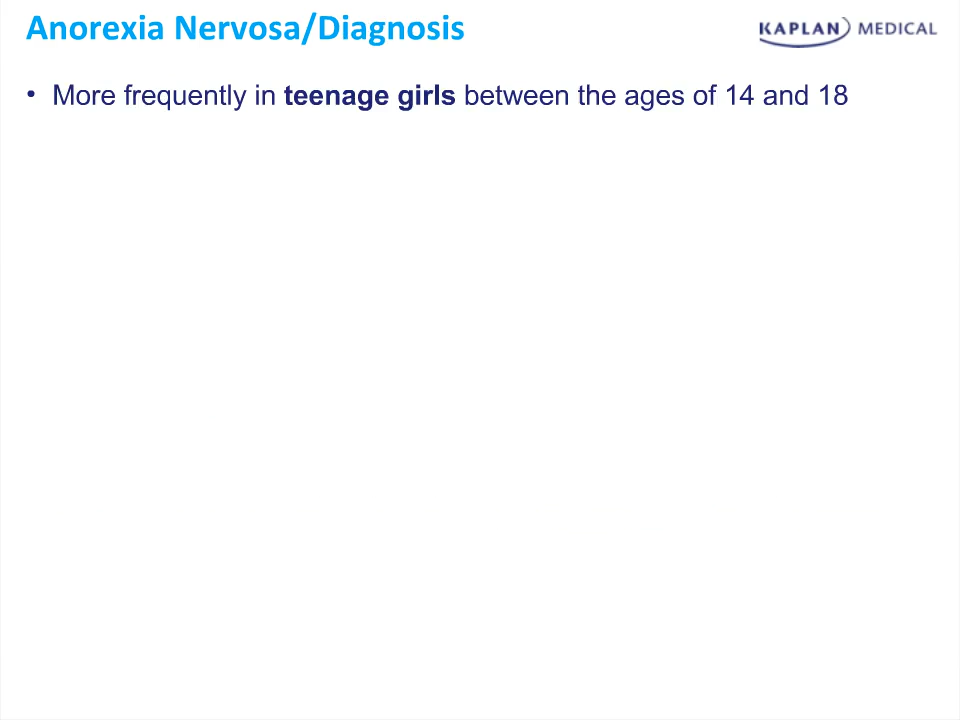 Anorexia Nervosa/Diagnosis
KAPLAN MEDICAL
• More frequently in teenage girls between the ages of 14 and 18